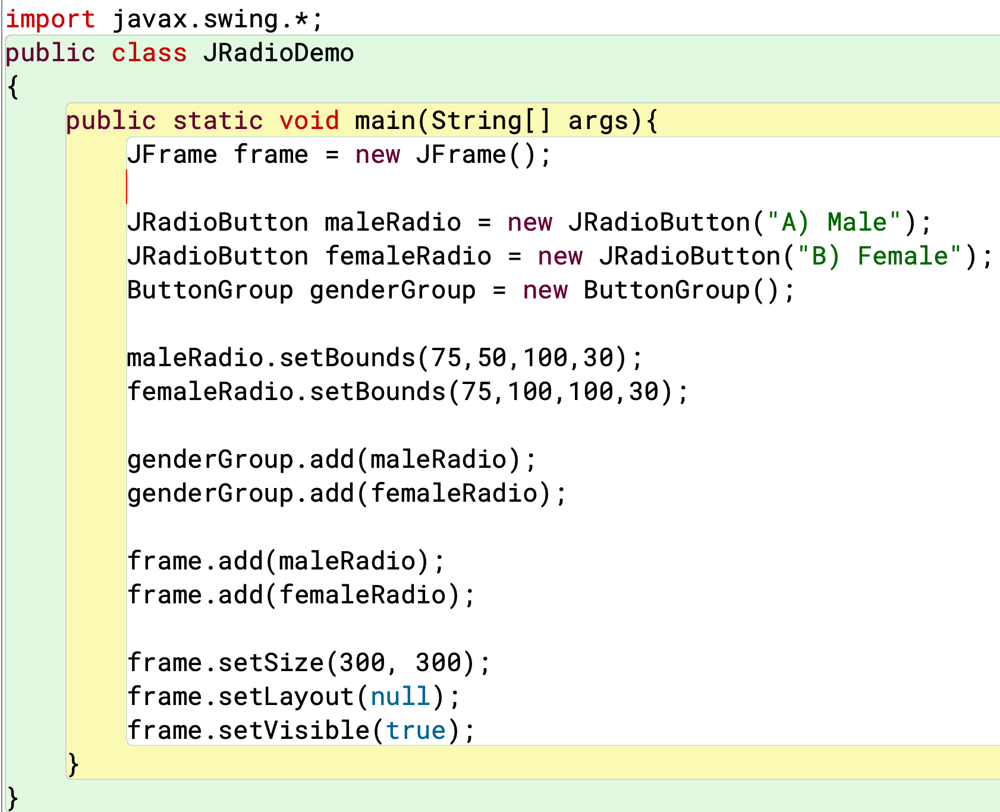 import javax.swing.*;
public class JRadioDemo
{
    public static void main(String[] args){
        JFrame frame = new JFrame();

        JRadioButton maleRadio = new JRadioButton("A) Male");
        JRadioButton femaleRadio = new JRadioButton("B) Female");
        ButtonGroup genderGroup = new ButtonGroup();

        maleRadio.setBounds(75,50,100,30);
        femaleRadio.setBounds(75,100,100,30);

        genderGroup.add(maleRadio);
        genderGroup.add(femaleRadio);

        frame.add(maleRadio);
        frame.add(femaleRadio);

        frame.setSize(300, 300);
        frame.setLayout(null);
        frame.setVisible(true);
    }
}